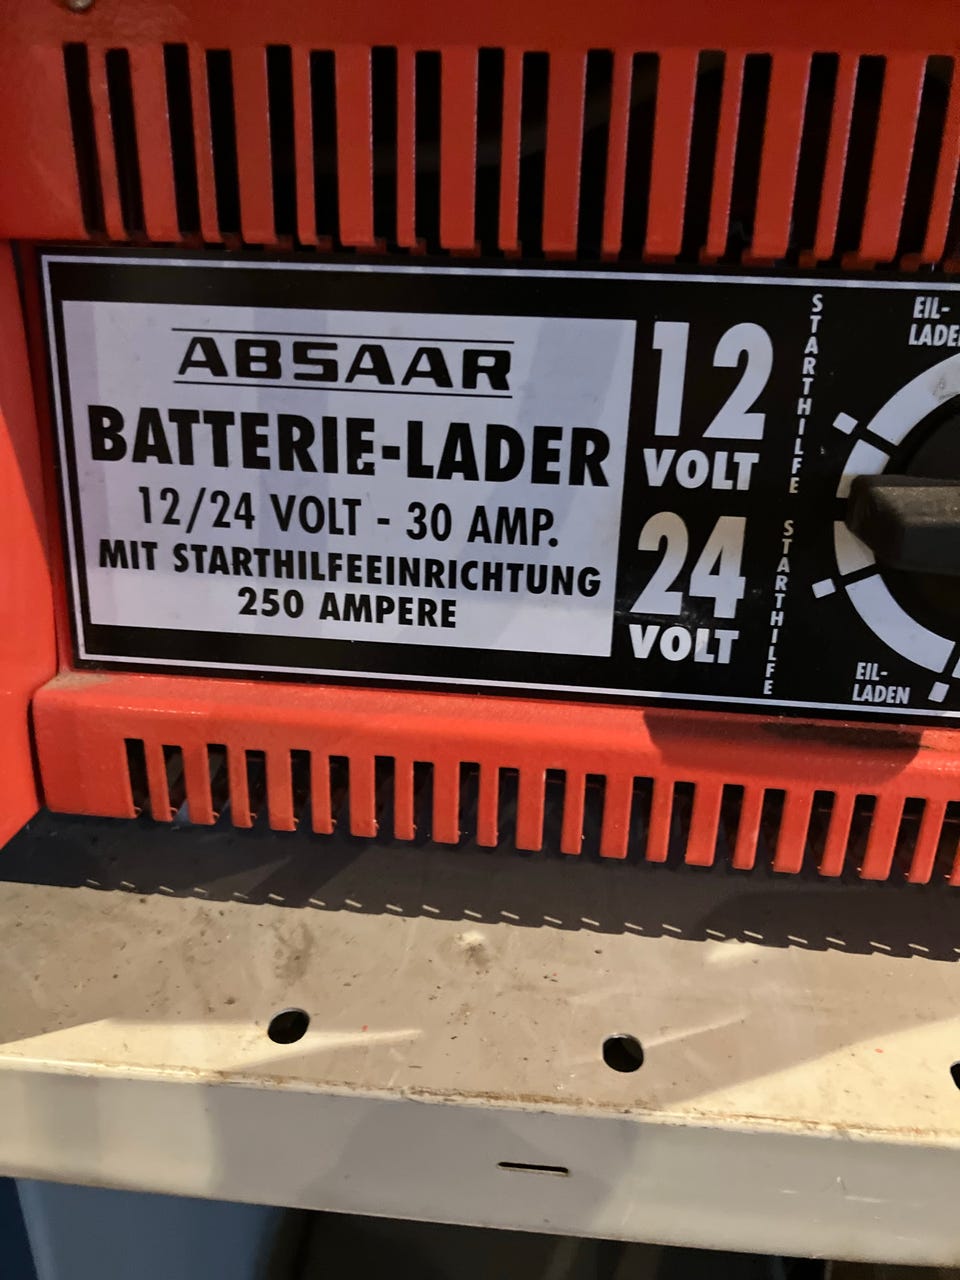 ABSAAR
BATTERIE-LADER
12/24 VOLT - 30 AMP.
MIT STARTHILFEEINRICHTUNG
250 AMPERE
12
VOLT
24
VOLT
STARTHILFE
STARTHILFE
EIL-
LADE
EIL-
LADEN